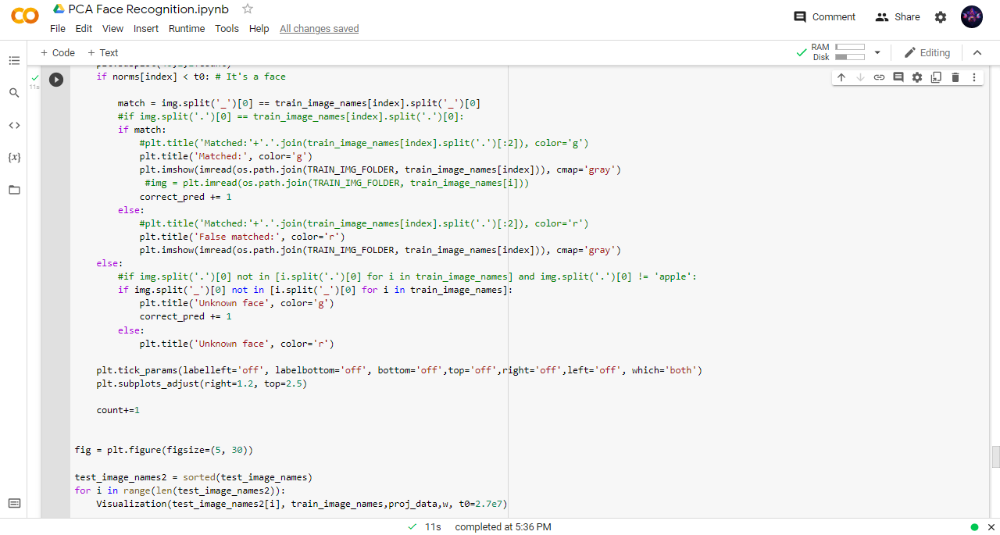 PCA Face Recognition.ipynb
File Edit View Insert Runtime Tools Help All changes saved
Comment Share
+ Code + Text
RAM
Disk
Editing
11s
if norms[index] < t0: # It's a face
match = img.split('_')[0] == train_image_names[index].split('_')[0]
#if img.split('.')[0] == train_image_names[index].split('.')[0]:
if match:
#plt.title('Matched:'+'.'.join(train_image_names[index].split('.')[:2]), color='g')
plt.title('Matched:', color='g')
plt.imshow(imread(os.path.join(TRAIN_IMG_FOLDER, train_image_names[index])), cmap='gray')
#img = plt.imread(os.path.join(TRAIN_IMG_FOLDER, train_image_names[i]))
correct_pred += 1
else:
#plt.title('Matched:'+'.'.join(train_image_names[index].split('.')[:2]), color='r')
plt.title('False matched:', color='r')
plt.imshow(imread(os.path.join(TRAIN_IMG_FOLDER, train_image_names[index])), cmap='gray')
else:
#if img.split('.')[0] not in [i.split('.')[0] for i in train_image_names] and img.split('.')[0] != 'apple':
if img.split('_')[0] not in [i.split('_')[0] for i in train_image_names]:
plt.title('Unknown face', color='g')
correct_pred += 1
else:
plt.title('Unknown face', color='r')
plt.tick_params(labelleft='off', labelbottom='off', bottom='off',top='off',right='off',left='off', which='both')
plt.subplots_adjust(right=1.2, top=2.5)
count+=1
fig = plt.figure(figsize=(5, 30))
test_image_names2 = sorted(test_image_names)
for i in range(len(test_image_names2)):
Visualization(test_image_names2[i], train_image_names,proj_data,w, t0=2.7e7)
11s completed at 5:36 PM